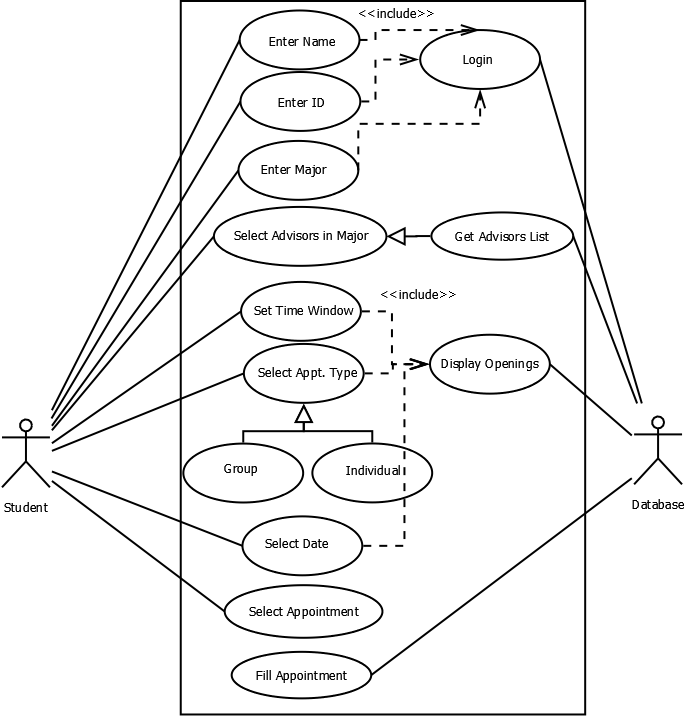 <<include>>
Enter Name
Login
Enter ID
Enter Major
Select Advisors in Major
Get Advisors List
<<include>>
Set Time Window
Display Openings
Select Appt. Type
Group
Individual
Student
Database
Select Date
Select Appointment
Fill Appointment